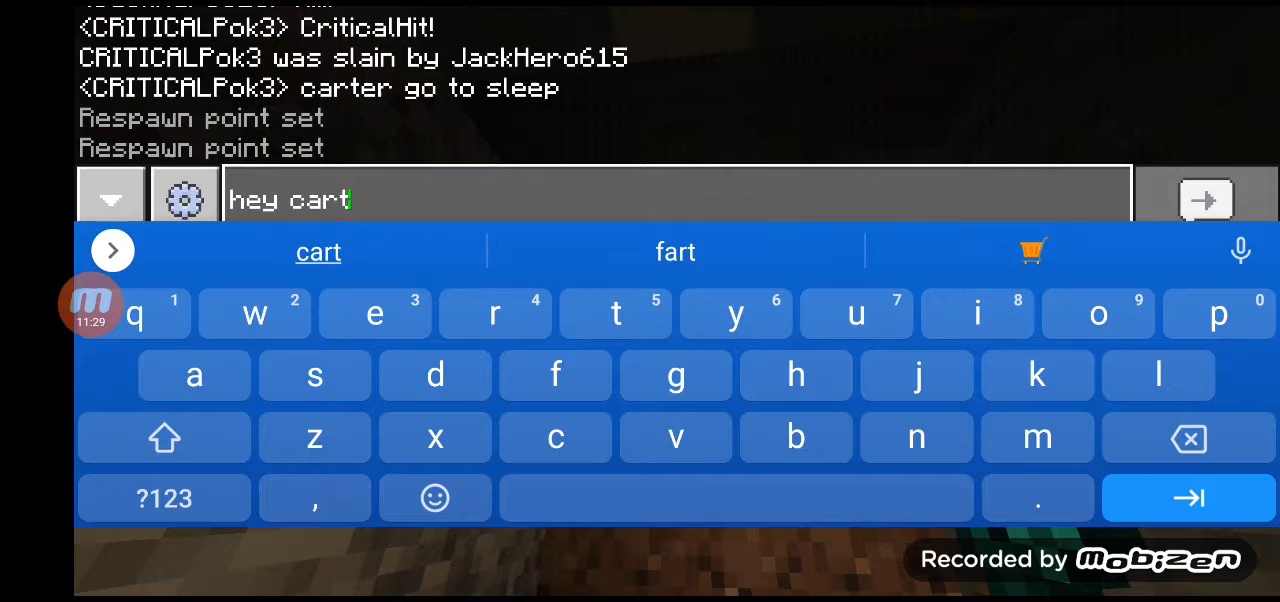 <CRITICALPok3> CriticalHit!
CRITICALPok3 was slain by JackHero615
<CRITICALPok3> carter go to sleep
Respawn point set
Respawn point set
hey cart
cart fart
11:29
q 1 w 2 e 3 r 4 t 5 y 6 u 7 i 8 o 9 p 0
a s d f g h j k l
z x c v b n m
?123 , .
Recorded by mobizen